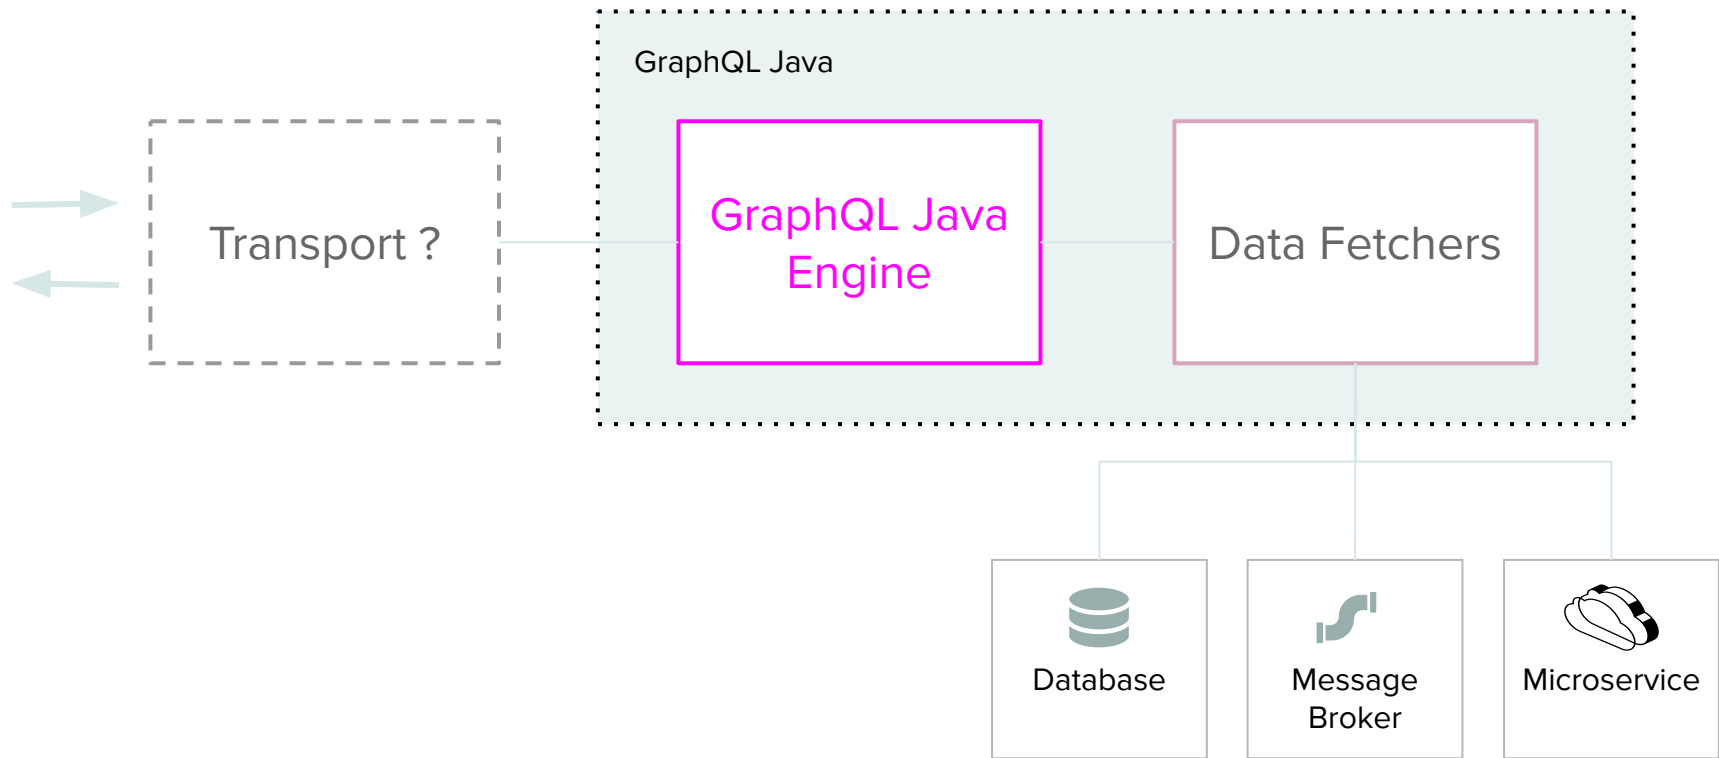 GraphQL Java
Transport ?
GraphQL Java
Engine
Data Fetchers
Database
Message
Broker
Microservice